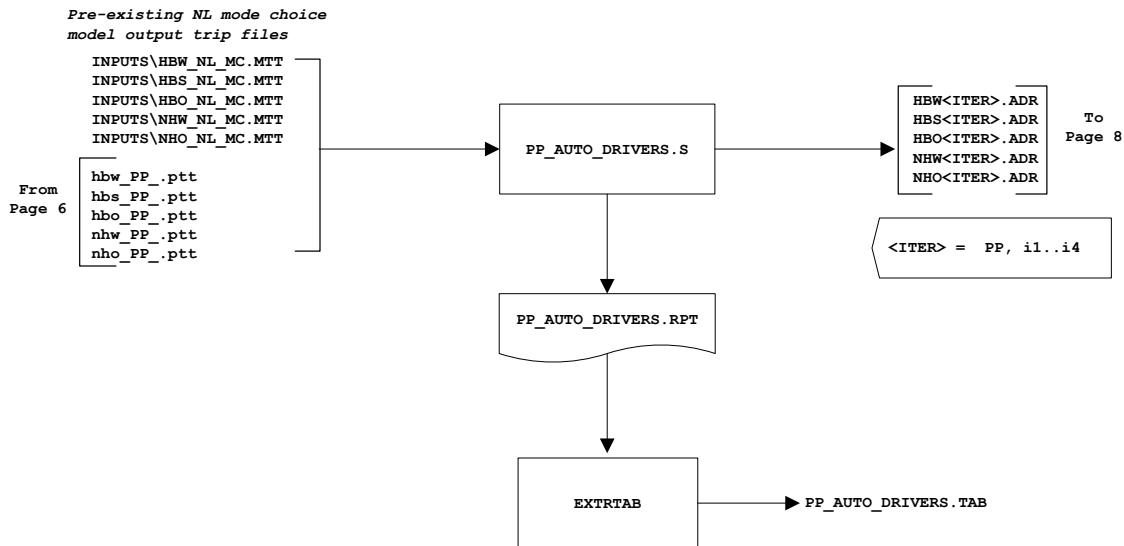 Pre-existing NL mode choice
model output trip files
INPUTS\HBW_NL_MC.MTT
INPUTS\HBS_NL_MC.MTT
INPUTS\HBO_NL_MC.MTT
INPUTS\NHW_NL_MC.MTT
INPUTS\NHO_NL_MC.MTT
From
Page 6
hbw_PP_.ptt
hbs_PP_.ptt
hbo_PP_.ptt
nhw_PP_.ptt
nho_PP_.ptt
PP_AUTO_DRIVERS.S
HBW<ITER>.ADR
HBS<ITER>.ADR
HBO<ITER>.ADR
NHW<ITER>.ADR
NHO<ITER>.ADR
To
Page 8
<ITER> = PP, i1..i4
PP_AUTO_DRIVERS.RPT
EXTRTAB
PP_AUTO_DRIVERS.TAB